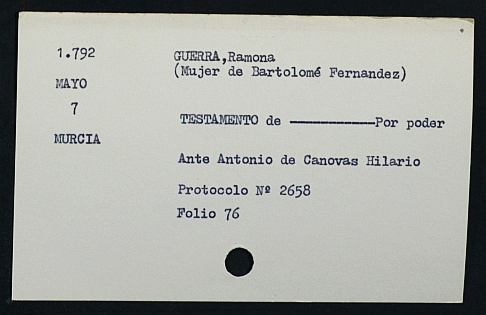 1.792
MAYO
7
MURCIA
GUERRA,Ramona
(Mujer de Bartolomé Fernandez)
TESTAMENTO de ————————Por poder
Ante Antonio de Canovas Hilario
Protocolo Nº 2658
Folio 76